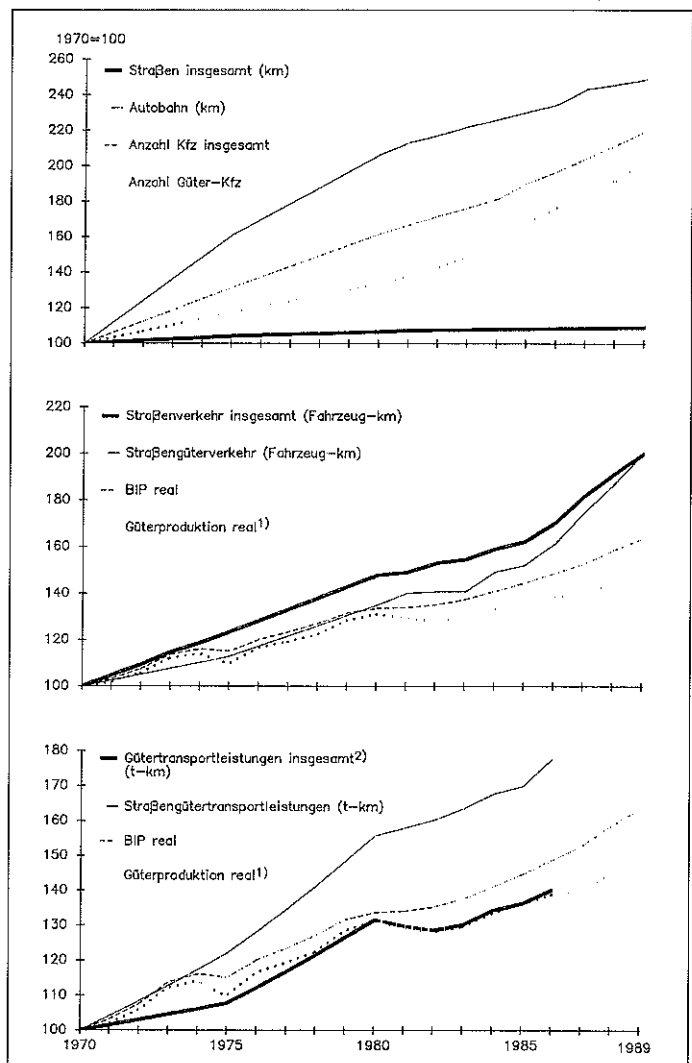 1970=100
260
240
220
200
180
160
140
120
100
Straßen insgesamt (km)
Autobahn (km)
Anzahl Kfz insgesamt
Anzahl Güter-Kfz
220
200
180
160
140
120
100
Straßenverkehr insgesamt (Fahrzeug-km)
Straßengüterverkehr (Fahrzeug-km)
BIP real
Güterproduktion real1)
180
170
160
150
140
130
120
110
100
Gütertransportleistungen insgesamt2)
(t-km)
Straßengütertransportleistungen (t-km)
BIP real
Güterproduktion real1)
1970
1975
1980
1985
1989